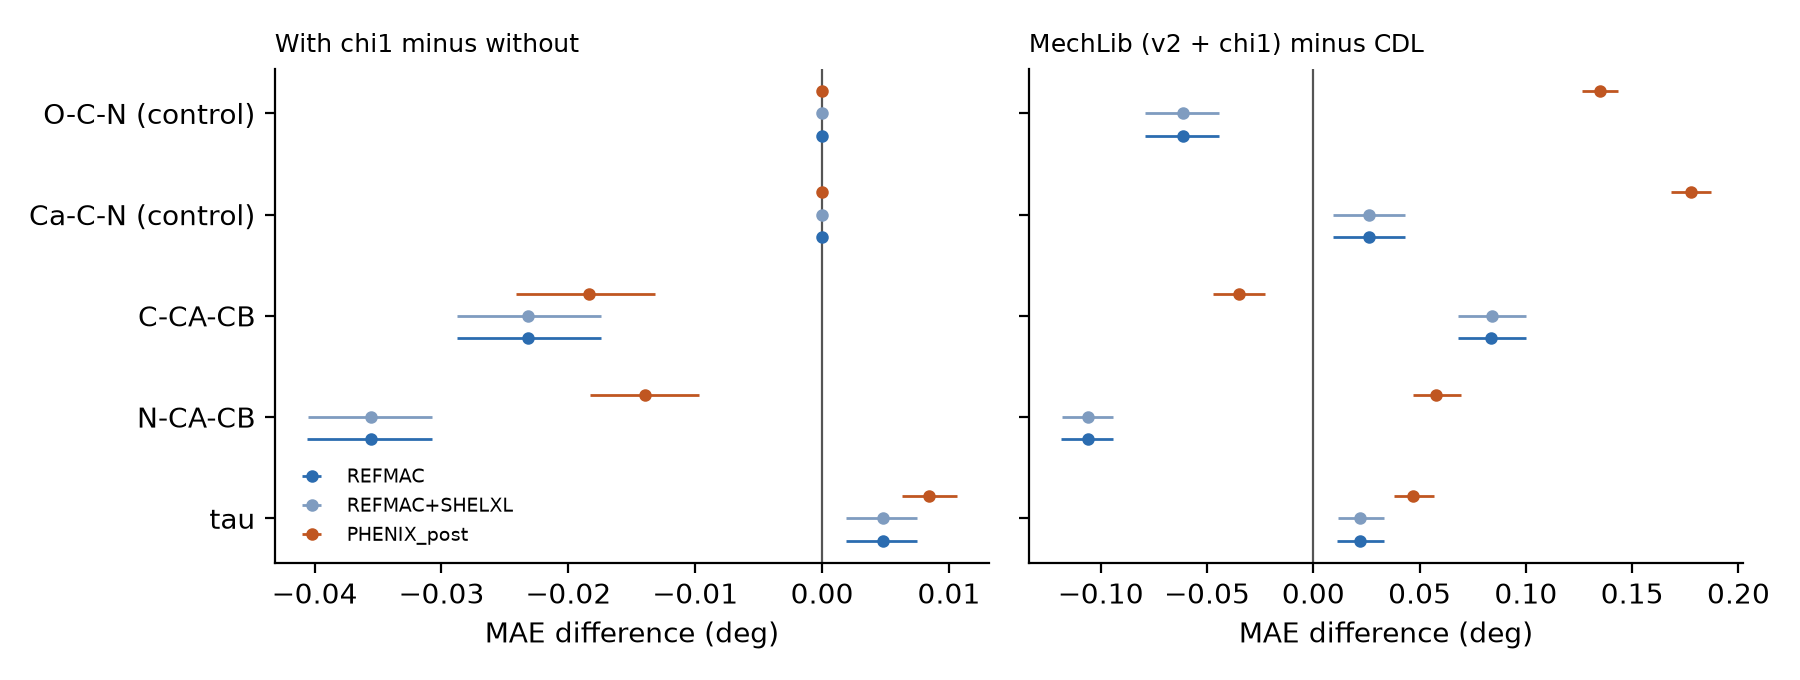 With chi1 minus without
MechLib (v2 + chi1) minus CDL
O-C-N (control)
Ca-C-N (control)
C-CA-CB
N-CA-CB
tau
REFMAC
REFMAC+SHELXL
PHENIX_post
−0.04 −0.03 −0.02 −0.01 0.00 0.01
−0.10 −0.05 0.00 0.05 0.10 0.15 0.20
MAE difference (deg)
MAE difference (deg)